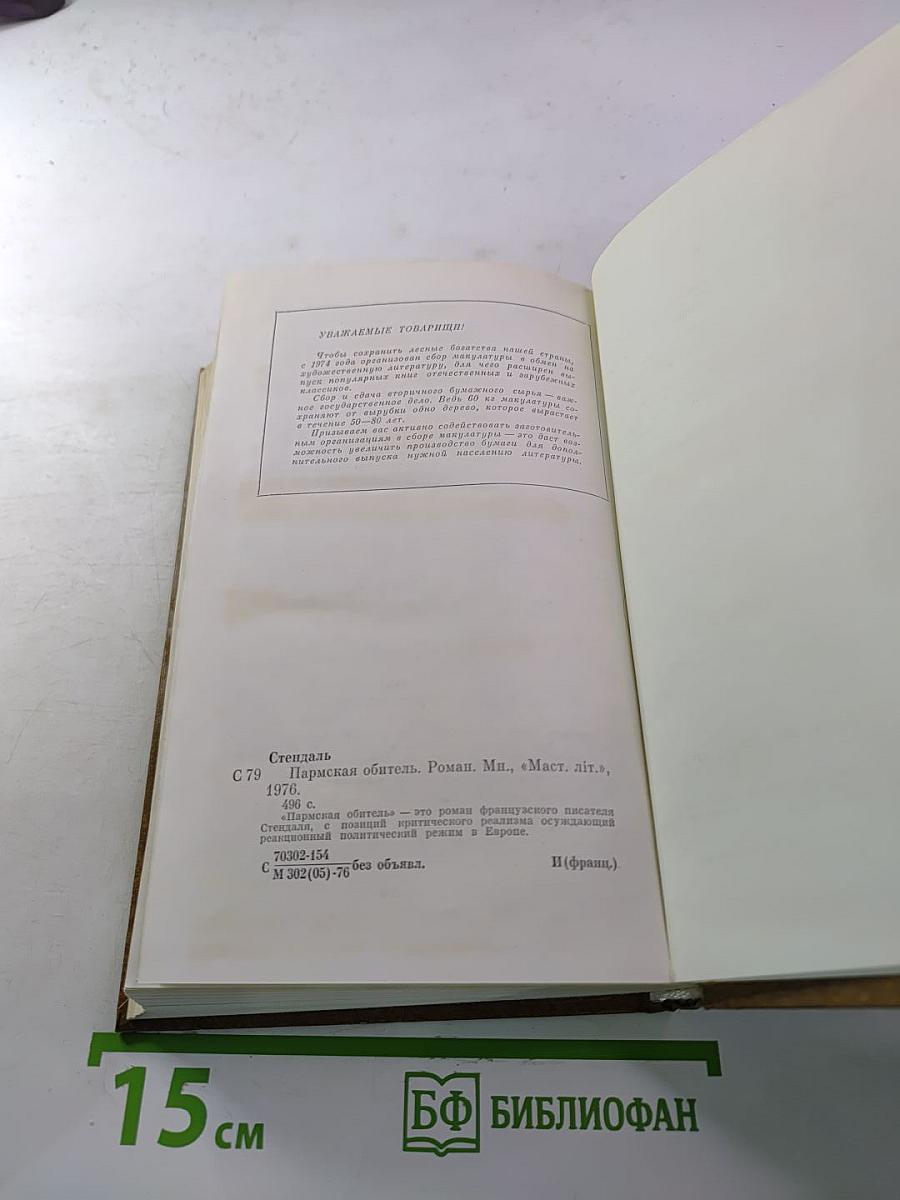 УВАЖАЕМЫЕ ТОВАРИЩИ!
Чтобы сохранить лесные богатства нашей страны,
с 1974 года организован сбор макулатуры в обмен на
художественную литературу, для чего расширен вы-
пуск популярных книг отечественных и зарубежных
классиков.
Сбор и сдача вторичного бумажного сырья — важ-
ное государственное дело. Ведь 60 кг макулатуры со-
храняют от вырубки одно дерево, которое вырастает
в течение 50—80 лет.
Призываем вас активно содействовать заготовитель-
ным организациям в сборе макулатуры — это даст воз-
можность увеличить производство бумаги для допол-
нительного выпуска нужной населению литературы.
Стендаль
С 79 Пармская обитель. Роман. Мн., «Маст. літ.»,
1976.
496 с.
«Пармская обитель» — это роман французского писателя
Стендаля, с позиций критического реализма осуждающий
реакционный политический режим в Европе.
С 70302-154 без объявл. И(франц.)
М 302(05)-76
15 см
БФ БИБЛИОФАН